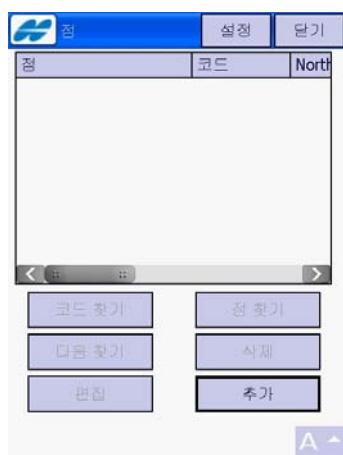 점 설정 닫기
점 코드 North
코드 찾기 점 찾기
다음 찾기 삭제
편집 추가
A